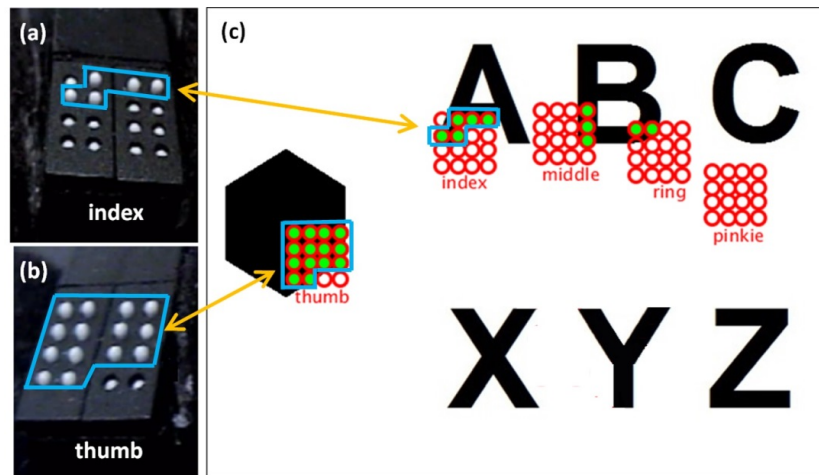 (a)
index
(b)
thumb
(c)
A B C
index
middle
ring
pinkie
thumb
X Y Z